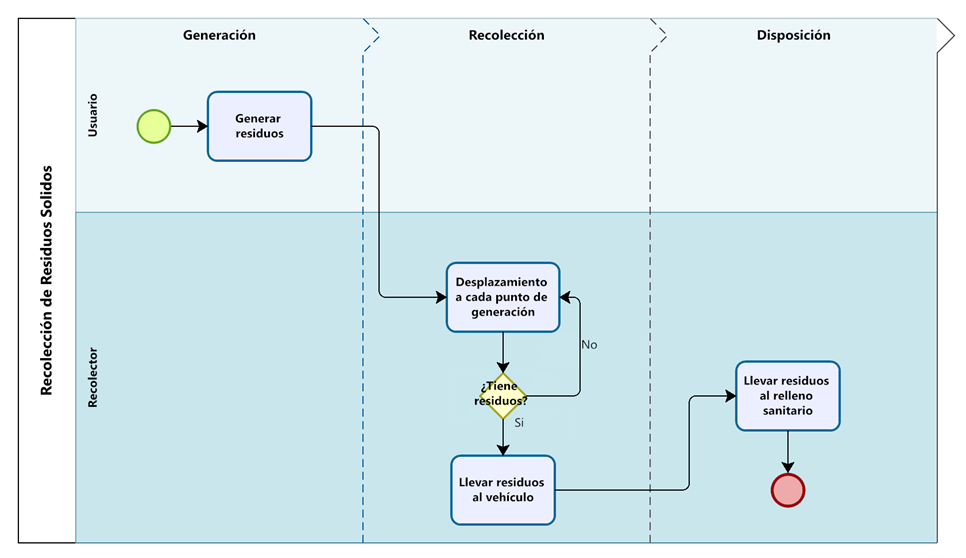 Recolección de Residuos Solidos
Generación
Recolección
Disposición
Usuario
Generar
residuos
Recolector
Desplazamiento
a cada punto de
generación
No
¿Tiene
residuos?
Si
Llevar residuos
al vehículo
Llevar residuos
al relleno
sanitario